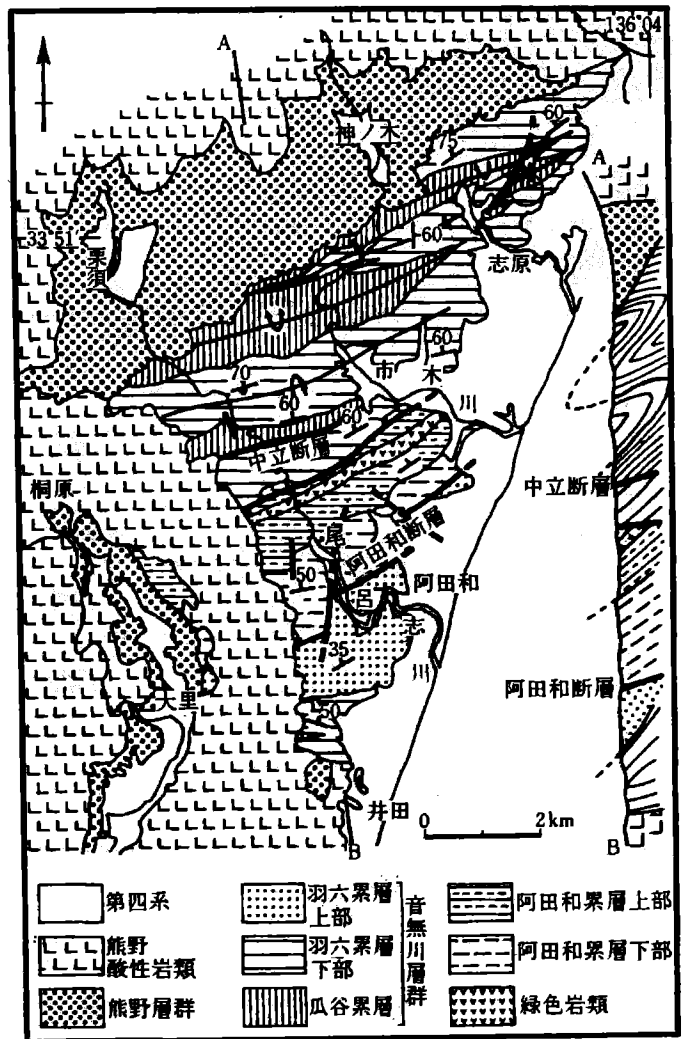 136°04'
A
神ノ木
60
75
A
33°51'
栗須
60
志原
市木川
60
70
60
60
中立断層
桐原
中立断層
尾呂志川
阿田和断層
50
阿田和
35
大里
阿田和断層
50
井田
0 2km
B
B
第四系
熊野
酸性岩類
熊野層群
羽六累層
上部
羽六累層
下部
瓜谷累層
音無川層群
阿田和累層上部
阿田和累層下部
緑色岩類